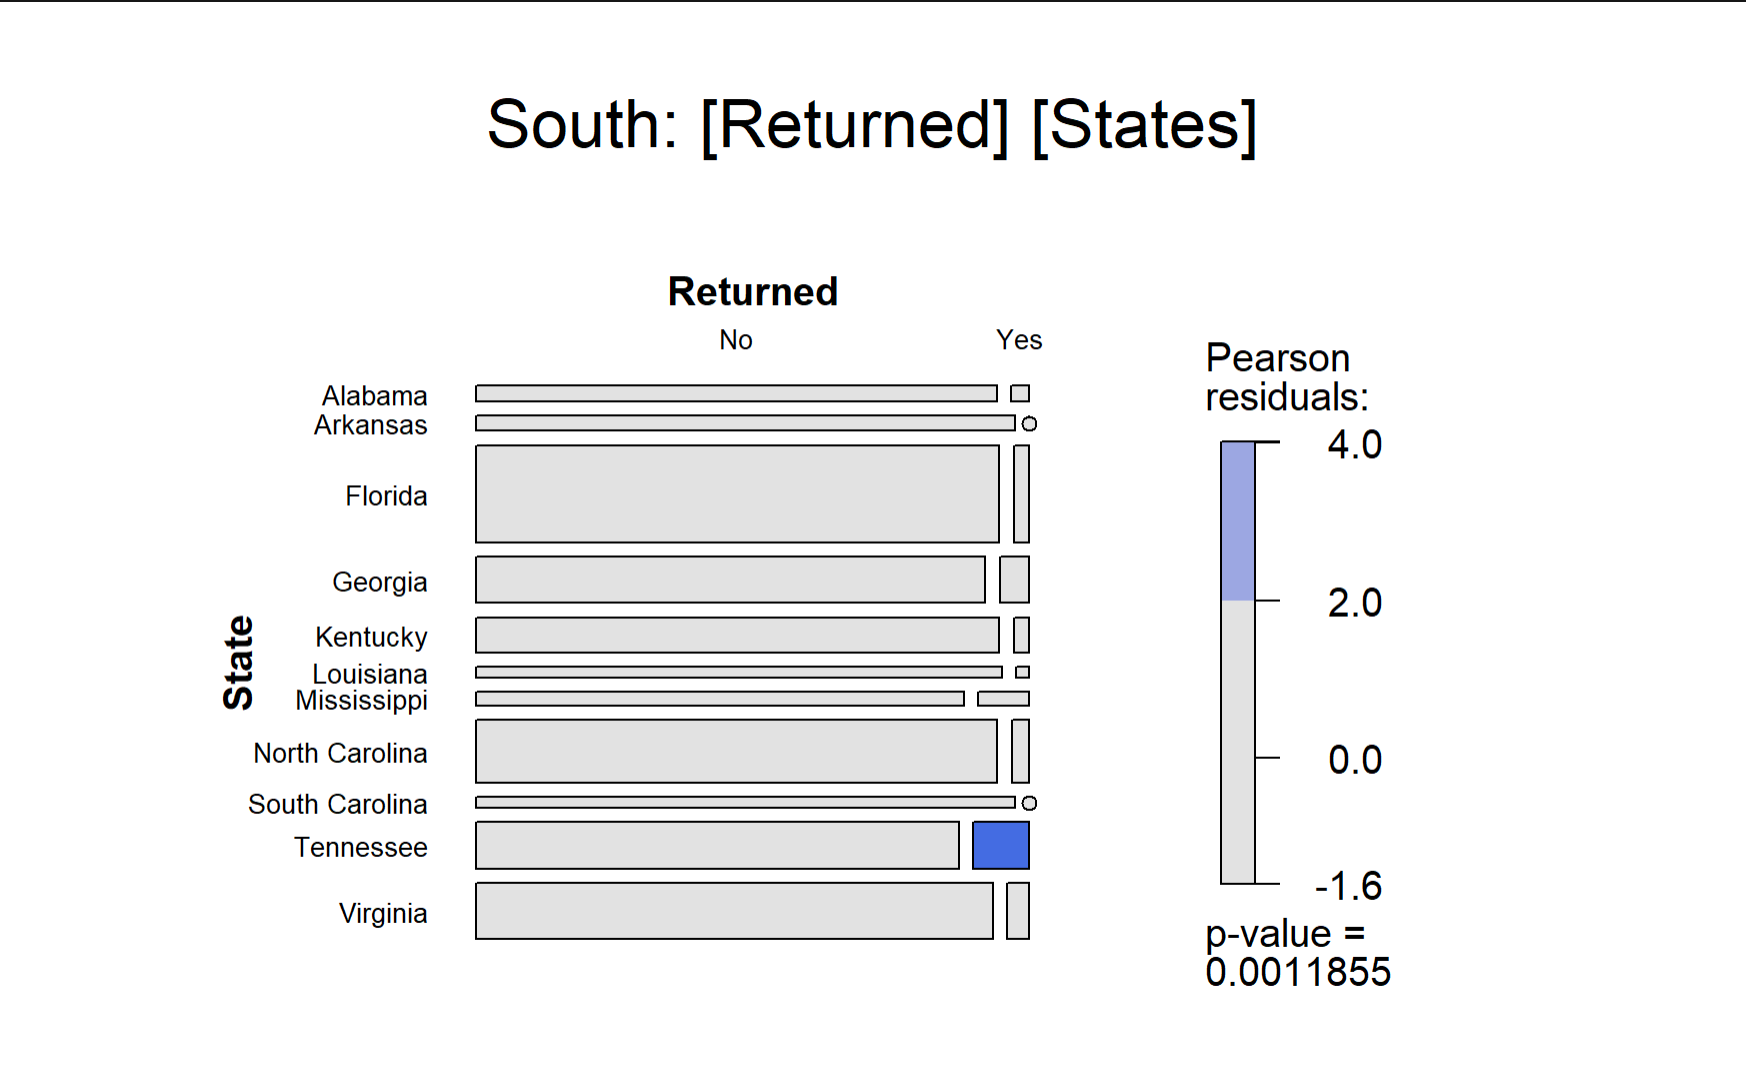 South: [Returned] [States]
Returned
No Yes
State
Alabama
Arkansas
Florida
Georgia
Kentucky
Louisiana
Mississippi
North Carolina
South Carolina
Tennessee
Virginia
Pearson
residuals:
4.0
2.0
0.0
-1.6
p-value =
0.0011855